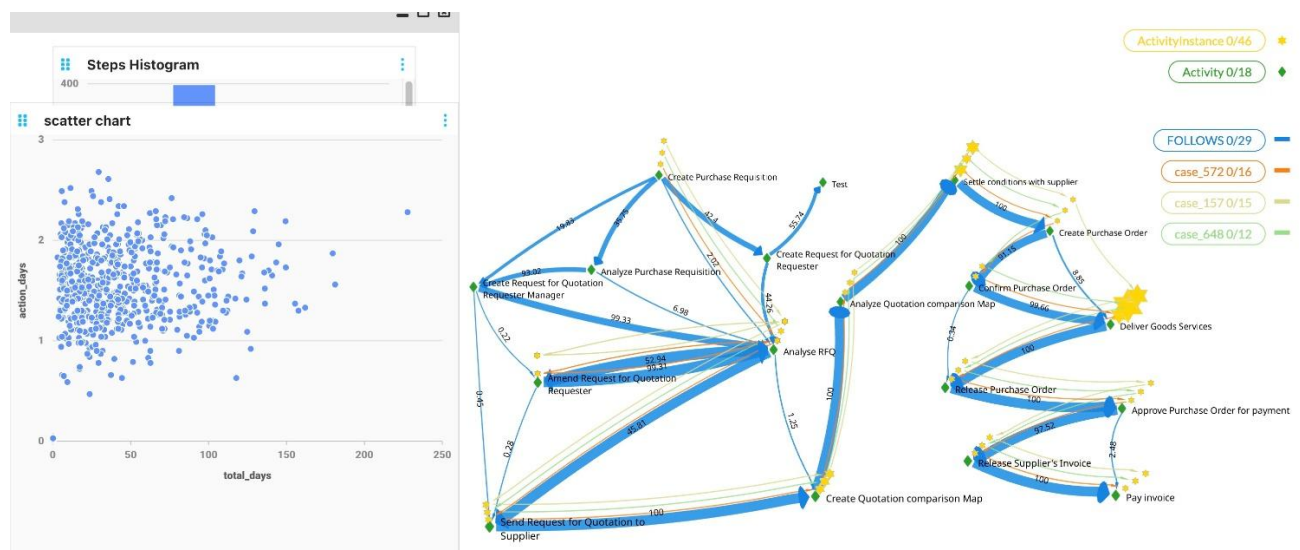 Steps Histogram
400
scatter chart
3
2
1
0
action_days
0 50 100 150 200 250
total_days
ActivityInstance 0/46
Activity 0/18
FOLLOWS 0/29
case_572 0/16
case_157 0/15
case_648 0/12
Create Purchase Requisition
Test
Settle conditions with supplier
19.83
35.75
42.4
55.74
100
Create Purchase Order
2.02
Create Request for Quotation
Requester
100
91.15
8.85
93.02
Analyze Purchase Requisition
Create Request for Quotation
Requester Manager
Confirm Purchase Order
6.98
44.26
Analyze Quotation comparison Map
99.66
99.33
0.22
Deliver Goods Services
0.34
Analyse RFQ
100
52.94
99.31
Amend Request for Quotation
Requester
Release Purchase Order
100
0.45
100
Approve Purchase Order for payment
45.81
1.25
97.52
0.28
2.48
Release Supplier's Invoice
100
Create Quotation comparison Map
Pay invoice
100
Send Request for Quotation to
Supplier